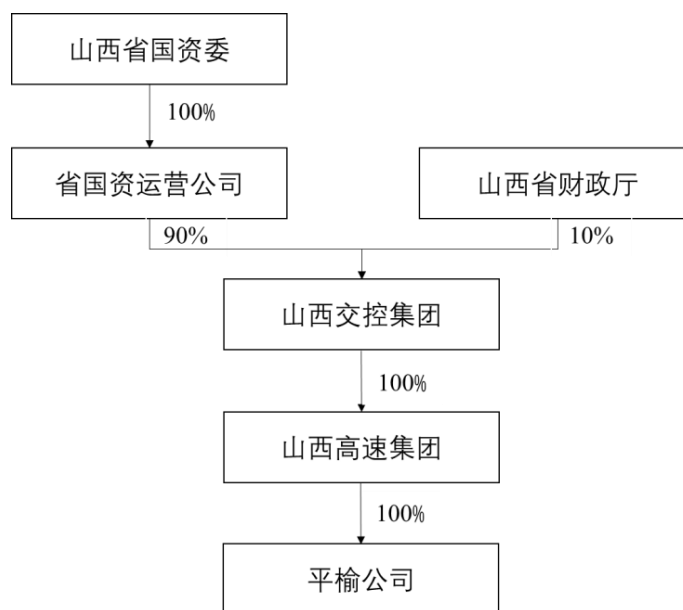 山西省国资委
100%
省国资运营公司
山西省财政厅
90%
10%
山西交控集团
100%
山西高速集团
100%
平榆公司